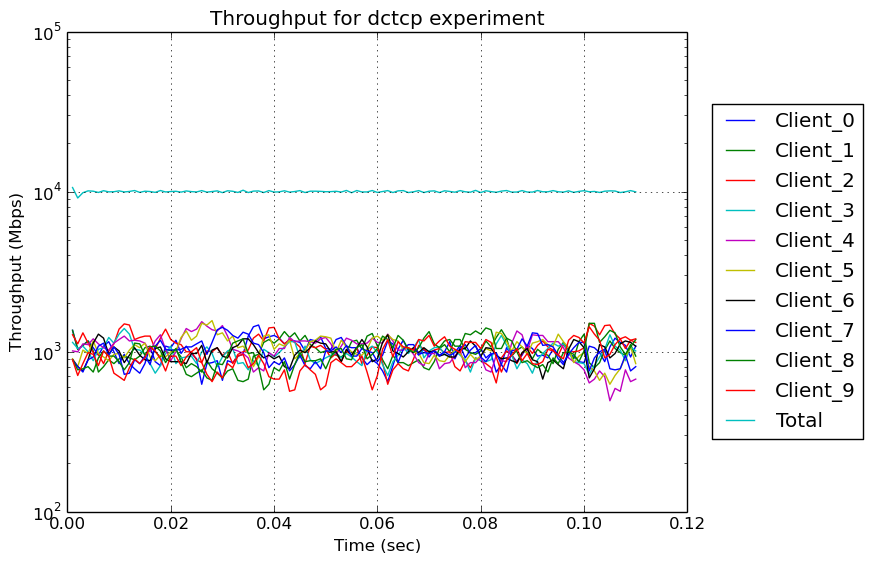 Throughput for dctcp experiment
10^5
10^4
10^3
10^2
Throughput (Mbps)
0.00 0.02 0.04 0.06 0.08 0.10 0.12
Time (sec)
Client_0
Client_1
Client_2
Client_3
Client_4
Client_5
Client_6
Client_7
Client_8
Client_9
Total